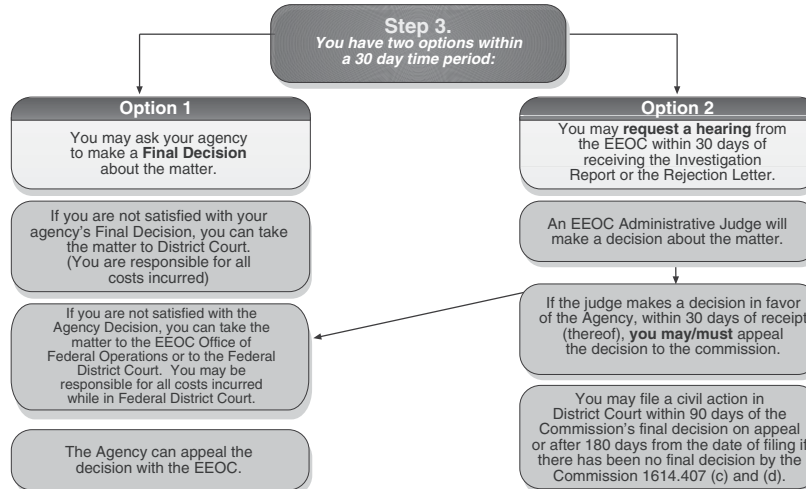 Step 3.
You have two options within
a 30 day time period:
Option 1
You may ask your agency
to make a Final Decision
about the matter.
If you are not satisfied with your
agency's Final Decision, you can take
the matter to District Court.
(You are responsible for all
costs incurred)
If you are not satisfied with the
Agency Decision, you can take the
matter to the EEOC Office of
Federal Operations or to the Federal
District Court. You may be
responsible for all costs incurred
while in Federal District Court.
The Agency can appeal the
decision with the EEOC.
Option 2
You may request a hearing from
the EEOC within 30 days of
receiving the Investigation
Report or the Rejection Letter.
An EEOC Administrative Judge will
make a decision about the matter.
If the judge makes a decision in favor
of the Agency, within 30 days of receipt
(thereof), you may/must appeal
the decision to the commission.
You may file a civil action in
District Court within 90 days of the
Commission's final decision on appeal
or after 180 days from the date of filing if
there has been no final decision by the
Commission 1614.407 (c) and (d).